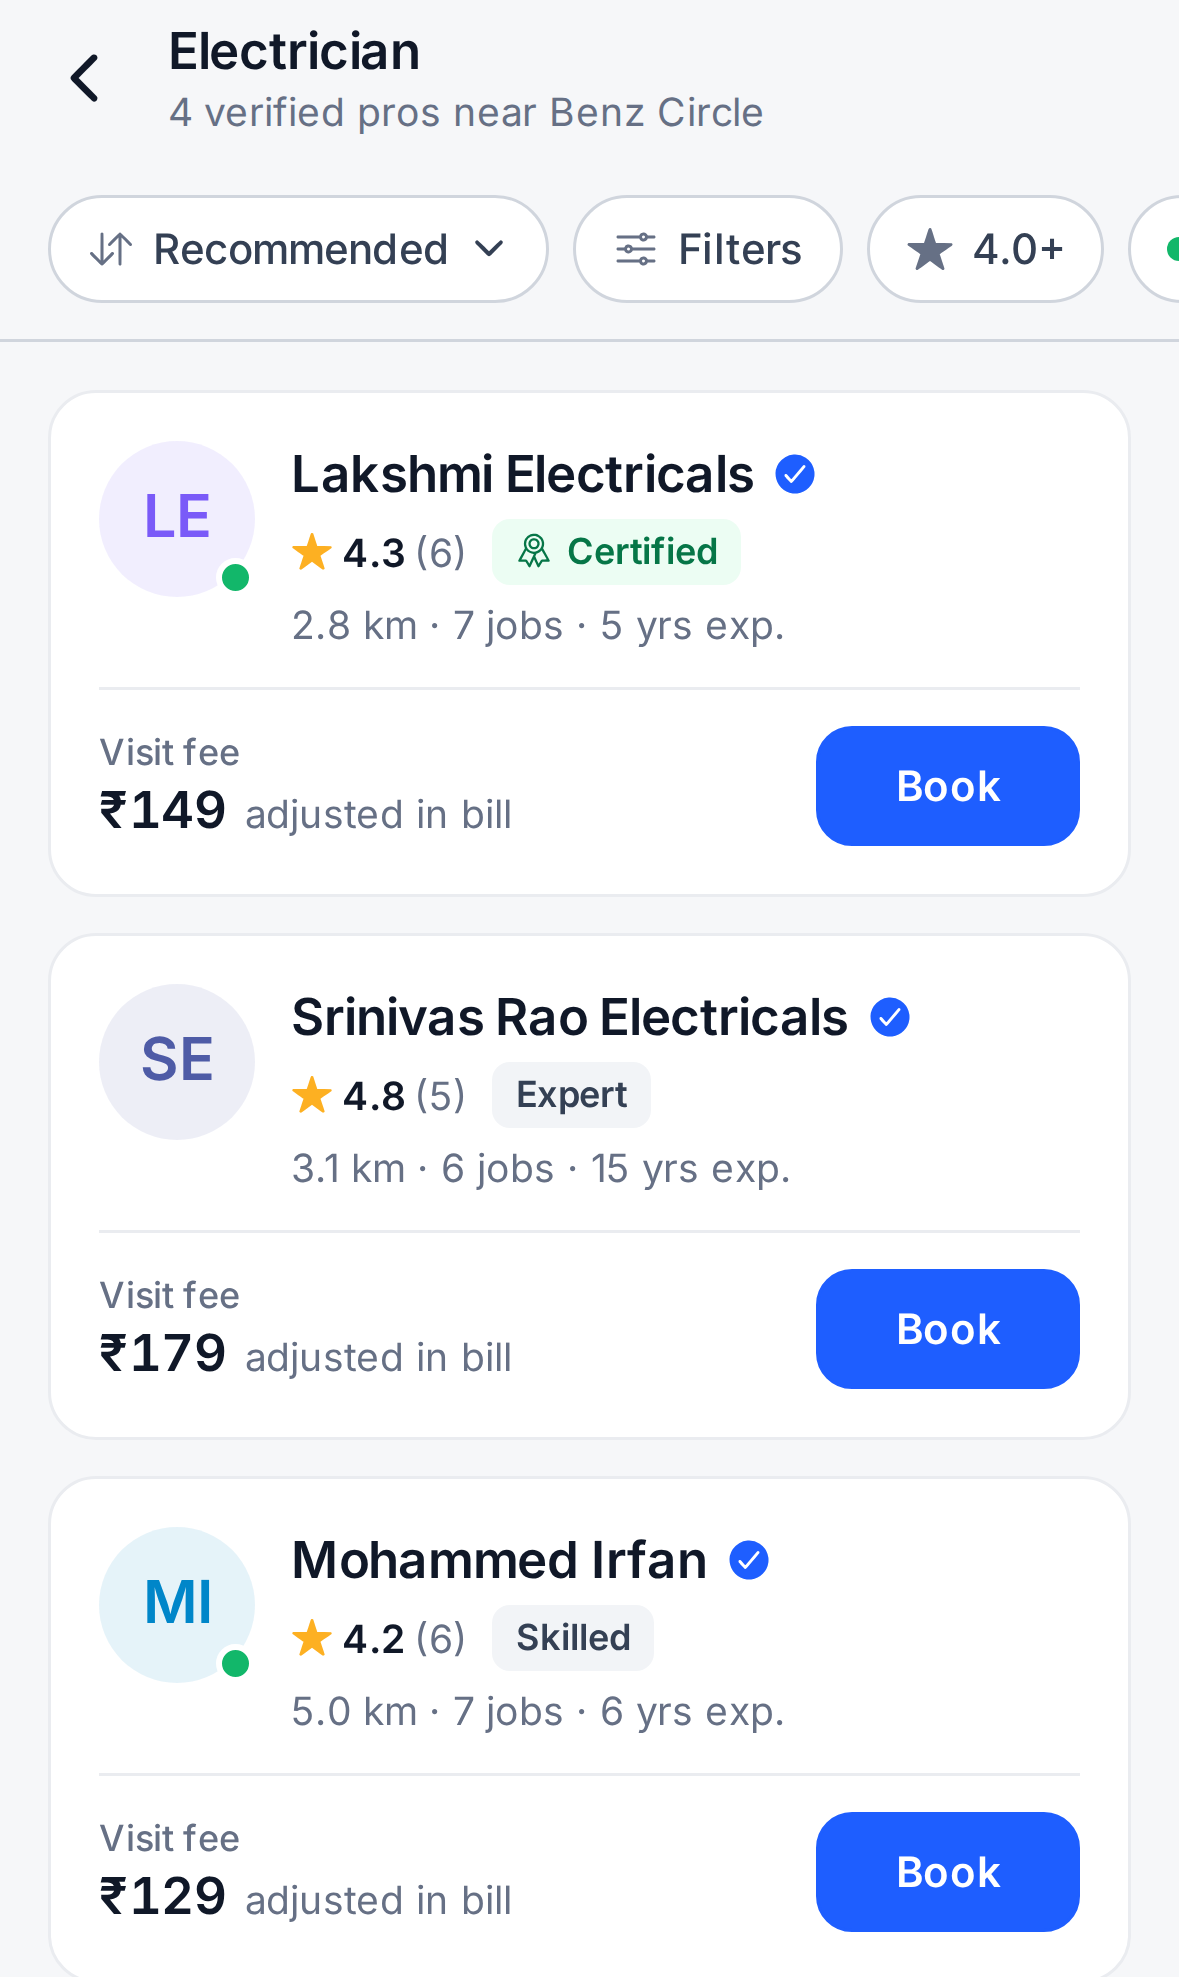 Electrician
4 verified pros near Benz Circle
Recommended Filters 4.0+
LE
Lakshmi Electricals
4.3 (6) Certified
2.8 km · 7 jobs · 5 yrs exp.
Visit fee
₹149 adjusted in bill
Book
SE
Srinivas Rao Electricals
4.8 (5) Expert
3.1 km · 6 jobs · 15 yrs exp.
Visit fee
₹179 adjusted in bill
Book
MI
Mohammed Irfan
4.2 (6) Skilled
5.0 km · 7 jobs · 6 yrs exp.
Visit fee
₹129 adjusted in bill
Book